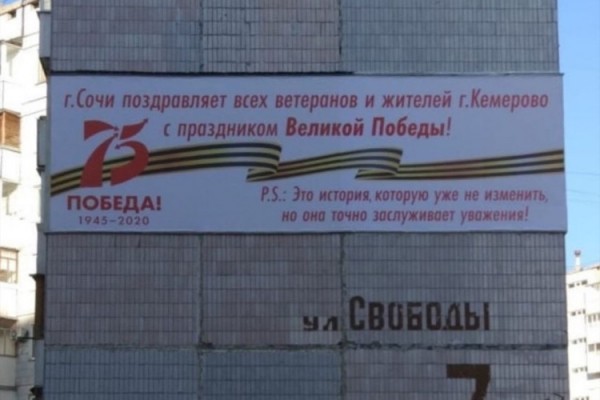 г.Сочи поздравляет всех ветеранов и жителей г.Кемерово
с праздником Великой Победы!
75
ПОБЕДА!
1945–2020
P.S.: Это история, которую уже не изменить,
но она точно заслуживает уважения!
ул СВОБОДЫ
7